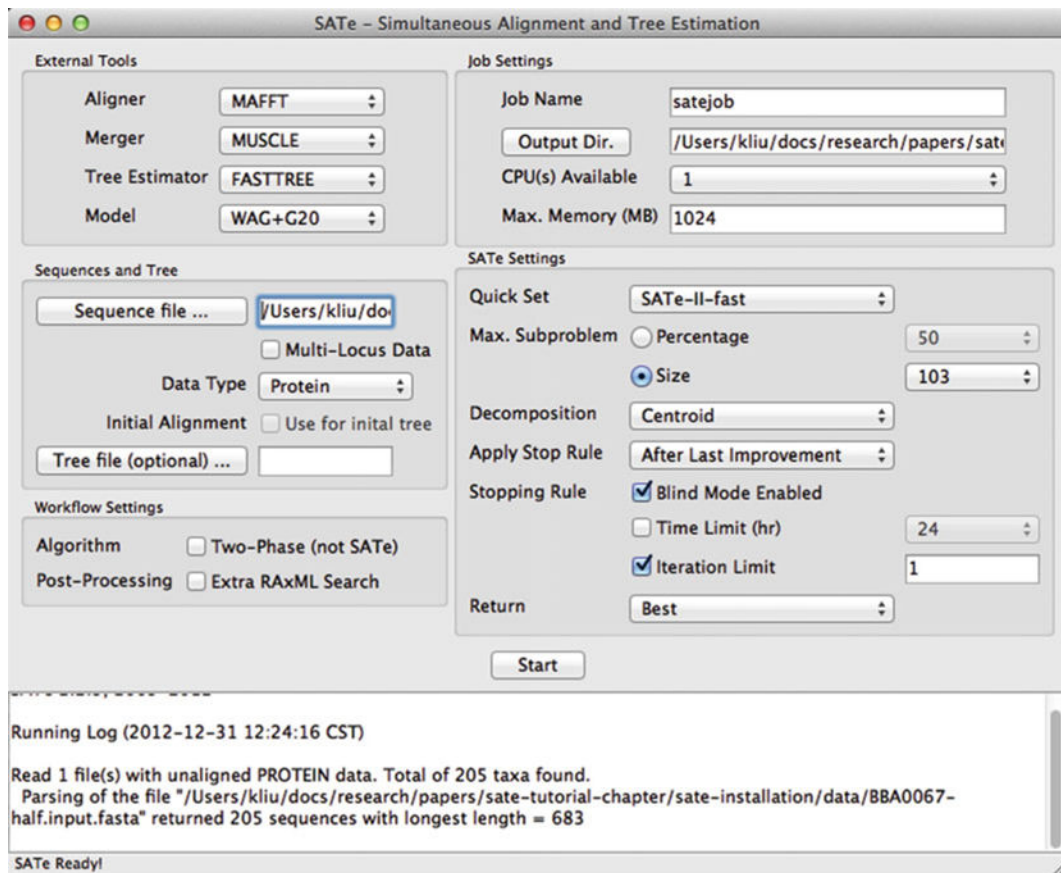 SATe - Simultaneous Alignment and Tree Estimation
External Tools
Aligner MAFFT
Merger MUSCLE
Tree Estimator FASTTREE
Model WAG+G20
Sequences and Tree
Sequence file ... /Users/kliu/do
Multi-Locus Data
Data Type Protein
Initial Alignment Use for inital tree
Tree file (optional) ...
Workflow Settings
Algorithm Two-Phase (not SATe)
Post-Processing Extra RAxML Search
Job Settings
Job Name satejob
Output Dir. /Users/kliu/docs/research/papers/sate
CPU(s) Available 1
Max. Memory (MB) 1024
SATe Settings
Quick Set SATe-II-fast
Max. Subproblem Percentage 50
Size 103
Decomposition Centroid
Apply Stop Rule After Last Improvement
Stopping Rule Blind Mode Enabled
Time Limit (hr) 24
Iteration Limit 1
Return Best
Start
Running Log (2012-12-31 12:24:16 CST)
Read 1 file(s) with unaligned PROTEIN data. Total of 205 taxa found.
Parsing of the file "/Users/kliu/docs/research/papers/sate-tutorial-chapter/sate-installation/data/BBA0067-
half.input.fasta" returned 205 sequences with longest length = 683
SATe Ready!